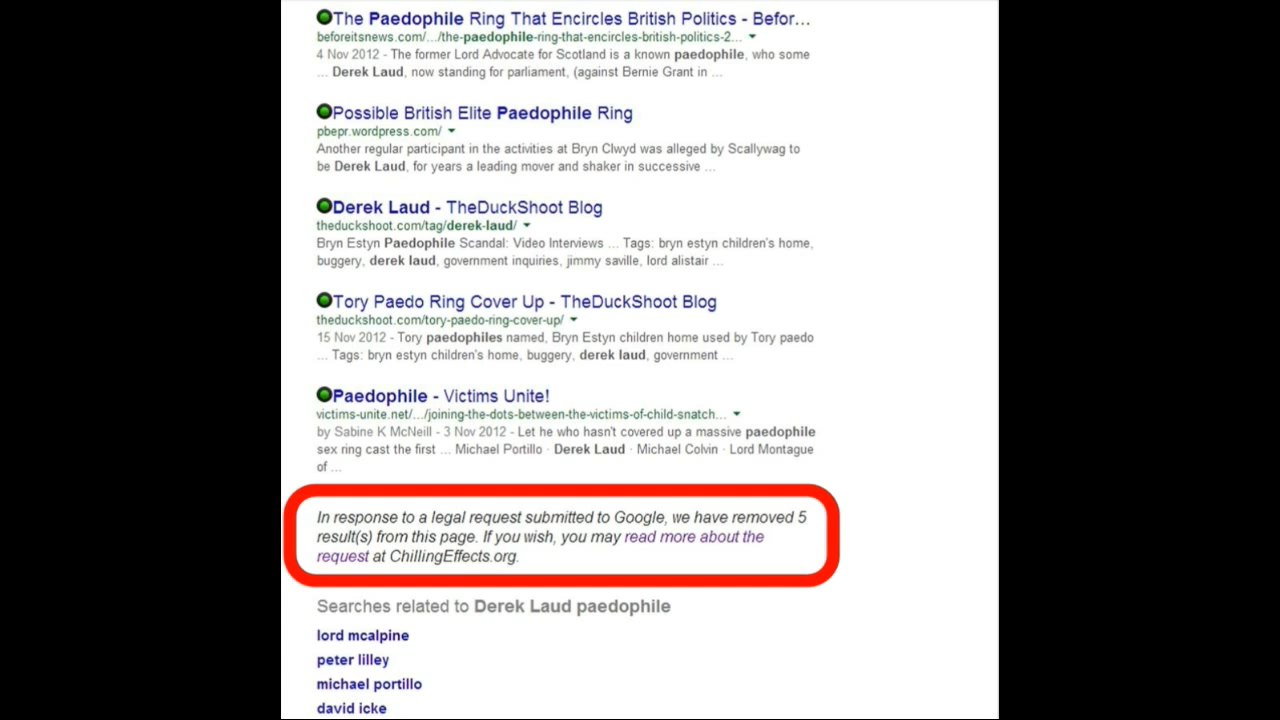 The Paedophile Ring That Encircles British Politics - Befor...
beforeitsnews.com/.../the-paedophile-ring-that-encircles-british-politics-2...
4 Nov 2012 - The former Lord Advocate for Scotland is a known paedophile, who some
... Derek Laud, now standing for parliament, (against Bernie Grant in ...
Possible British Elite Paedophile Ring
pbepr.wordpress.com/
Another regular participant in the activities at Bryn Clwyd was alleged by Scallywag to
be Derek Laud, for years a leading mover and shaker in successive ...
Derek Laud - TheDuckShoot Blog
theduckshoot.com/tag/derek-laud/
Bryn Estyn Paedophile Scandal: Video Interviews ... Tags: bryn estyn children's home,
buggery, derek laud, government inquiries, jimmy saville, lord alistair ...
Tory Paedo Ring Cover Up - TheDuckShoot Blog
theduckshoot.com/tory-paedo-ring-cover-up/
15 Nov 2012 - Tory paedophiles named, Bryn Estyn children home used by Tory paedo
... Tags: bryn estyn children's home, buggery, derek laud, government ...
Paedophile - Victims Unite!
victims-unite.net/.../joining-the-dots-between-the-victims-of-child-snatch...
by Sabine K McNeill - 3 Nov 2012 - Let he who hasn't covered up a massive paedophile
sex ring cast the first ... Michael Portillo · Derek Laud · Michael Colvin · Lord Montague
of ...
In response to a legal request submitted to Google, we have removed 5
result(s) from this page. If you wish, you may read more about the
request at ChillingEffects.org.
Searches related to Derek Laud paedophile
lord mcalpine
peter lilley
michael portillo
david icke